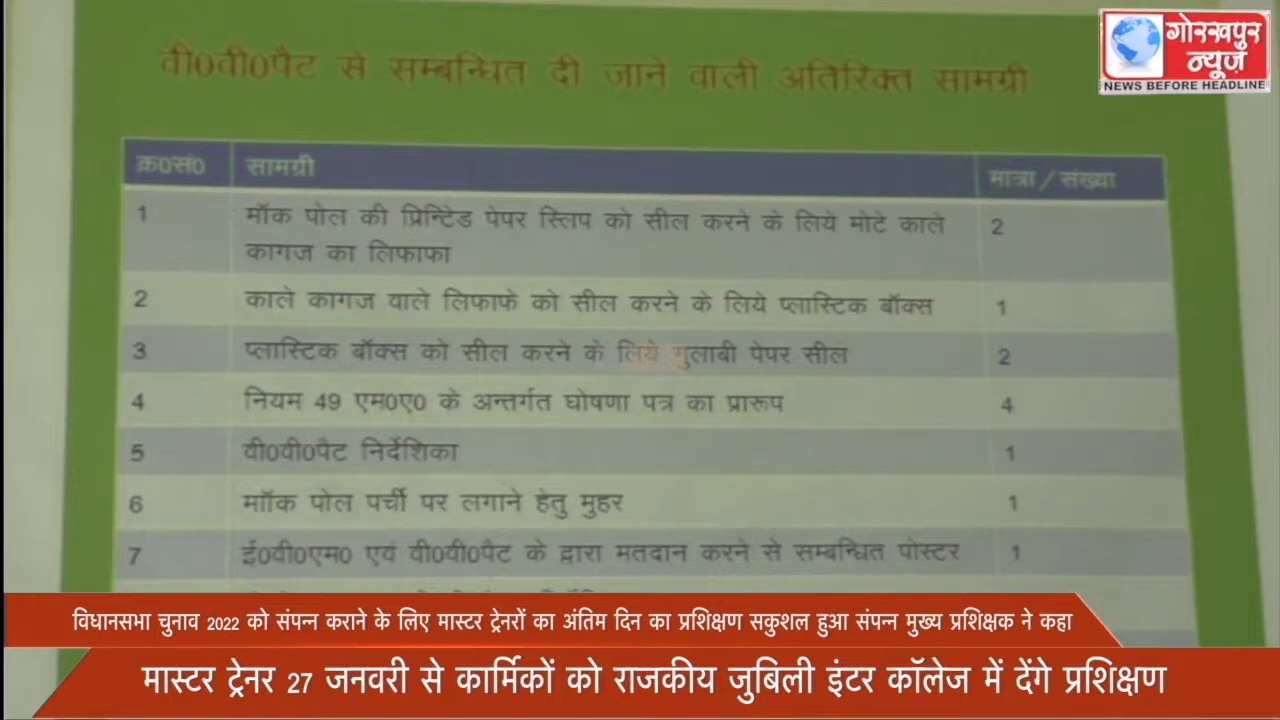 गोरखपुर
न्यूज़
NEWS BEFORE HEADLINE
वी0वी0पैट से सम्बन्धित दी जाने वाली अतिरिक्त सामग्री
क्र0सं0 सामग्री मात्रा / संख्या
1 मॉक पोल की प्रिन्टिेड पेपर स्लिप को सील करने के लिये मोटे काले 2
कागज का लिफाफा
2 काले कागज वाले लिफाफे को सील करने के लिये प्लास्टिक बॉक्स 1
3 प्लास्टिक बॉक्स को सील करने के लिये गुलाबी पेपर सील 2
4 नियम 49 एम0ए0 के अन्तर्गत घोषणा पत्र का प्रारूप 4
5 वी0वी0पैट निर्देशिका 1
6 माॅॉक पोल पर्ची पर लगाने हेतु मुहर 1
7 ई0वी0एम0 एवं वी0वी0पैट के द्वारा मतदान करने से सम्बन्धित पोस्टर 1
विधानसभा चुनाव 2022 को संपन्न कराने के लिए मास्टर ट्रेनरों का अंतिम दिन का प्रशिक्षण सकुशल हुआ संपन्न मुख्य प्रशिक्षक ने कहा
मास्टर ट्रेनर 27 जनवरी से कार्मिकों को राजकीय जुबिली इंटर कॉलेज में देंगे प्रशिक्षण